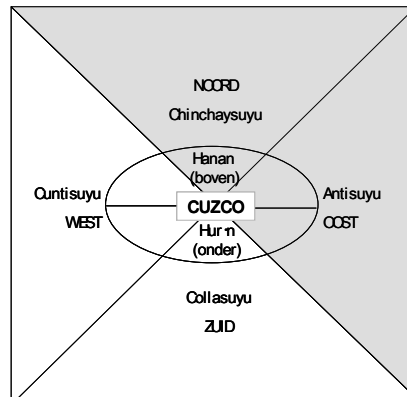 NOORD
Chinchaysuyu
Hanan
(boven)
Cuntisuyu
WEST
CUZCO
Antisuyu
OOST
Hurin
(onder)
Collasuyu
ZUID